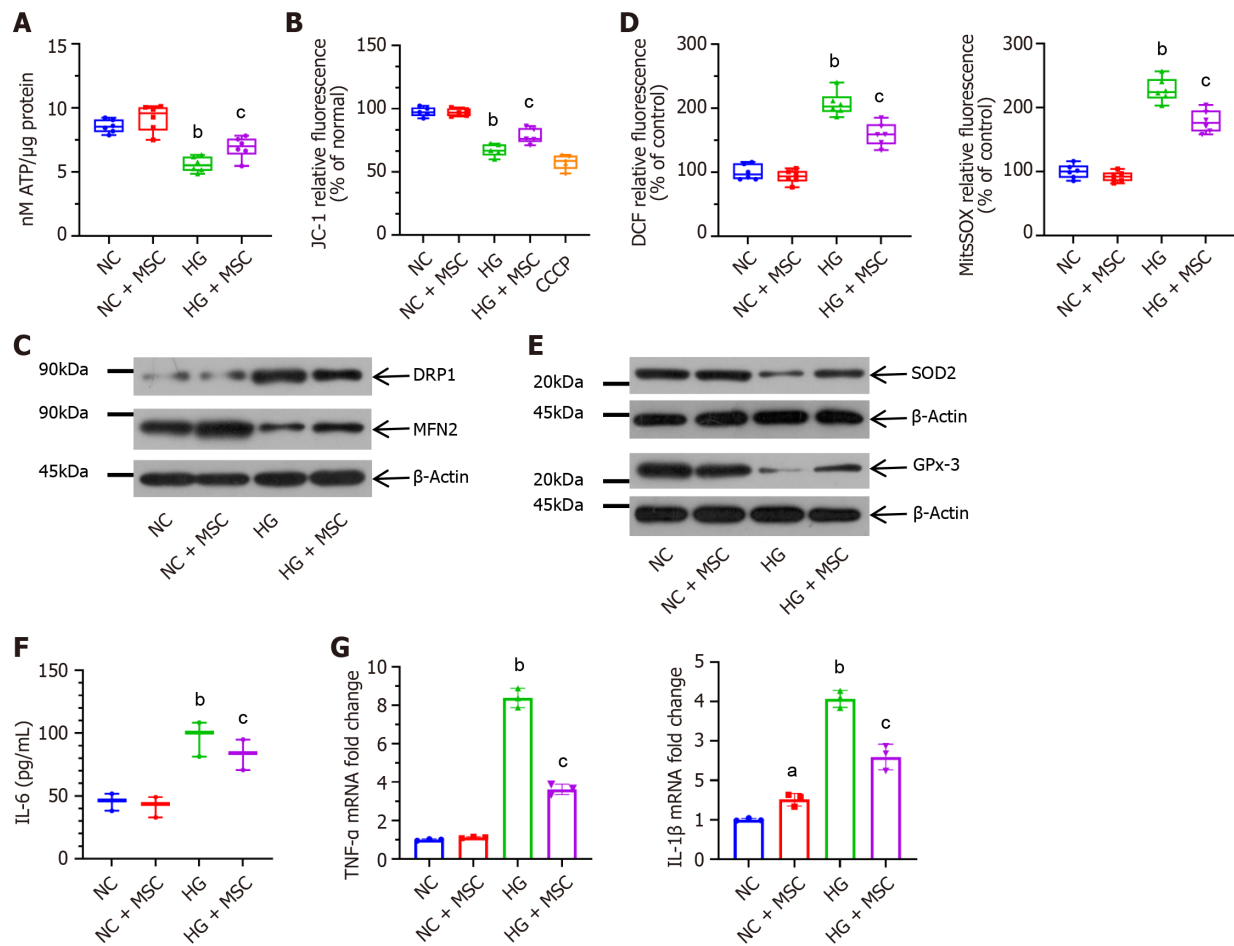 A
nM ATP/µg protein
15
10
5
0
b
c
NC
NC + MSC
HG
HG + MSC
B
JC-1 relative fluorescence
(% of normal)
150
100
50
0
b
c
NC
NC + MSC
HG
HG + MSC
CCCP
D
DCF relative fluorescence
(% of control)
300
200
100
0
b
c
NC
NC + MSC
HG
HG + MSC
MitsSOX relative fluorescence
(% of control)
300
200
100
0
b
c
NC
NC + MSC
HG
HG + MSC
C
90kDa
DRP1
90kDa
MFN2
45kDa
β-Actin
NC
NC + MSC
HG
HG + MSC
E
20kDa
SOD2
45kDa
β-Actin
20kDa
GPx-3
45kDa
β-Actin
NC
NC + MSC
HG
HG + MSC
F
IL-6 (pg/mL)
150
100
50
0
b
c
NC
NC + MSC
HG
HG + MSC
G
TNF-α mRNA fold change
10
8
6
4
2
0
b
c
NC
NC + MSC
HG
HG + MSC
IL-1β mRNA fold change
5
4
3
5
1
0
a
b
c
NC
NC + MSC
HG
HG + MSC